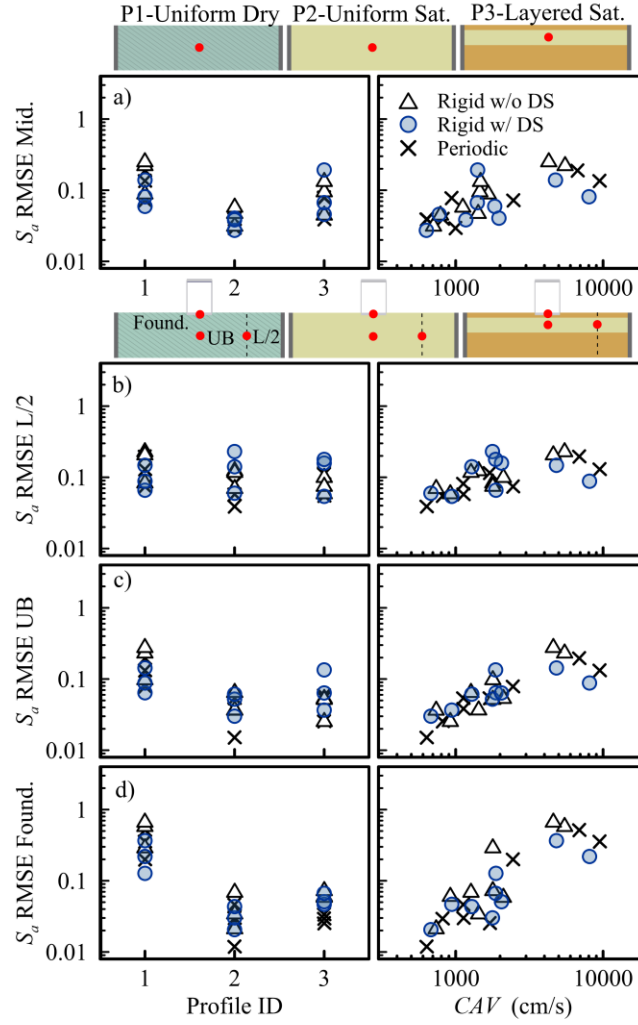 P1-Uniform Dry P2-Uniform Sat. P3-Layered Sat.
a)
Rigid w/o DS
Rigid w/ DS
Periodic
Sa RMSE Mid.
1
0.1
0.01
1 2 3
1000 10000
Found. UB L/2
b)
Sa RMSE L/2
1
0.1
0.01
c)
Sa RMSE UB
1
0.1
0.01
d)
Sa RMSE Found.
1
0.1
0.01
1 2 3
1000 10000
Profile ID
CAV (cm/s)